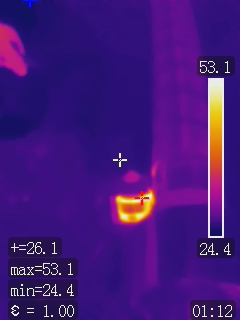 53.1
24.4
+=26.1
max=53.1
min=24.4
ε = 1.00
01:12